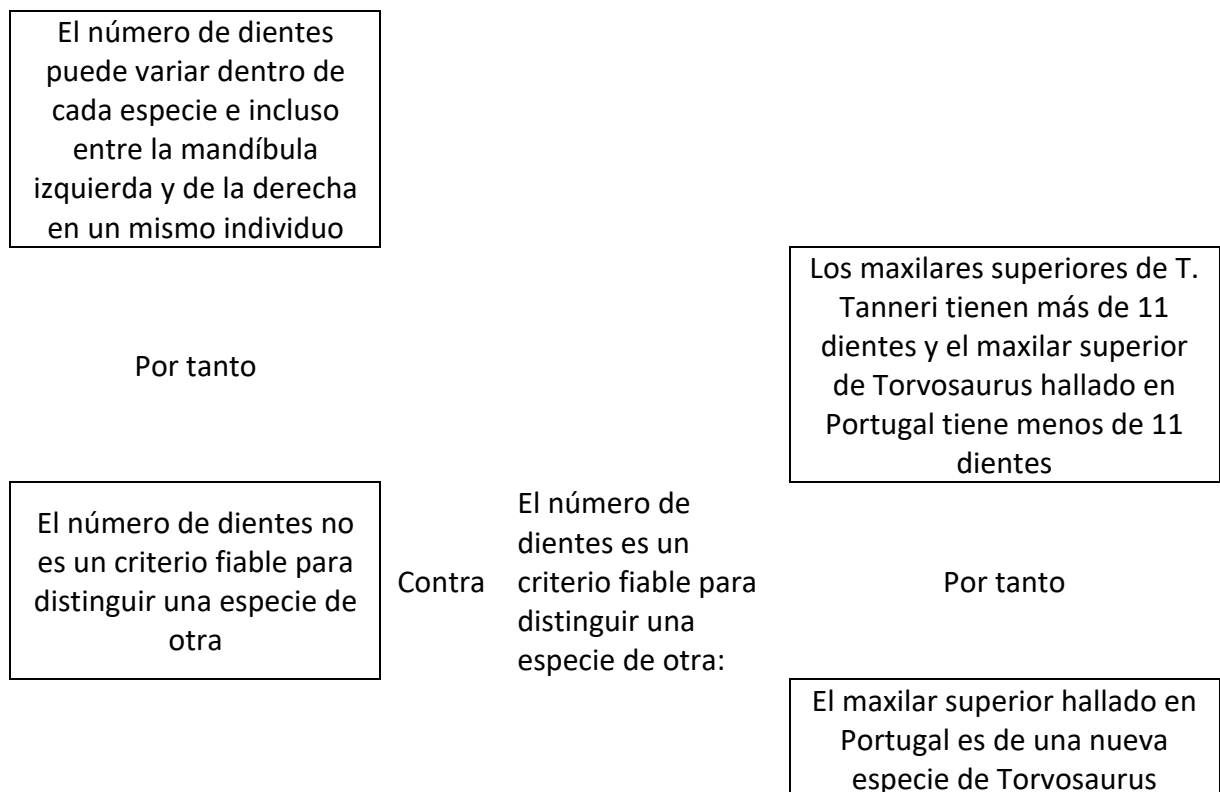 El número de dientes
puede variar dentro de
cada especie e incluso
entre la mandíbula
izquierda y de la derecha
en un mismo individuo
Por tanto
Los maxilares superiores de T.
Tanneri tienen más de 11
dientes y el maxilar superior
de Torvosaurus hallado en
Portugal tiene menos de 11
dientes
El número de dientes no
es un criterio fiable para
distinguir una especie de
otra
Contra
El número de
dientes es un
criterio fiable para
distinguir una
especie de otra:
Por tanto
El maxilar superior hallado en
Portugal es de una nueva
especie de Torvosaurus